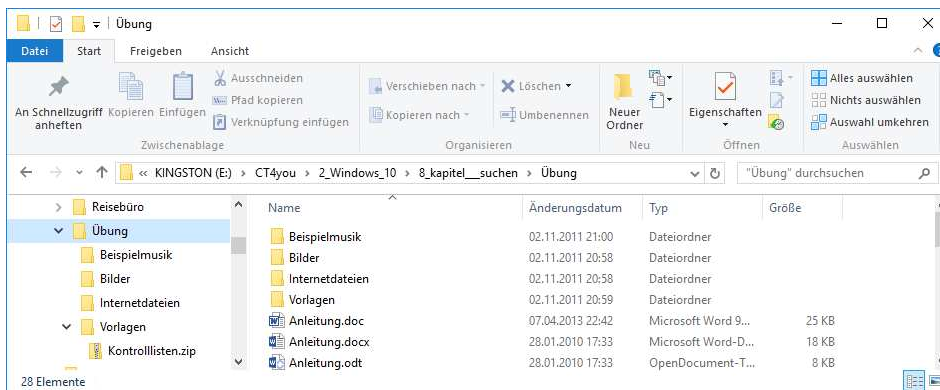 Übung
Datei Start Freigeben Ansicht
An Schnellzugriff anheften
Kopieren
Einfügen
Ausschneiden
Pfad kopieren
Verknüpfung einfügen
Zwischenablage
Verschieben nach
Kopieren nach
Löschen
Umbenennen
Organisieren
Neuer Ordner
Neu
Eigenschaften
Öffnen
Alles auswählen
Nichts auswählen
Auswahl umkehren
Auswählen
« KINGSTON (E:) › CT4you › 2_Windows_10 › 8_kapitel___suchen › Übung
"Übung" durchsuchen
Reisebüro
Übung
Beispielmusik
Bilder
Internetdateien
Vorlagen
Kontrolllisten.zip
Name Änderungsdatum Typ Größe
Beispielmusik 02.11.2011 21:00 Dateiordner
Bilder 02.11.2011 20:58 Dateiordner
Internetdateien 02.11.2011 20:58 Dateiordner
Vorlagen 02.11.2011 20:59 Dateiordner
Anleitung.doc 07.04.2013 22:42 Microsoft Word 9... 25 KB
Anleitung.docx 28.01.2010 17:33 Microsoft Word-D... 18 KB
Anleitung.odt 28.01.2010 17:33 OpenDocument-T... 8 KB
28 Elemente